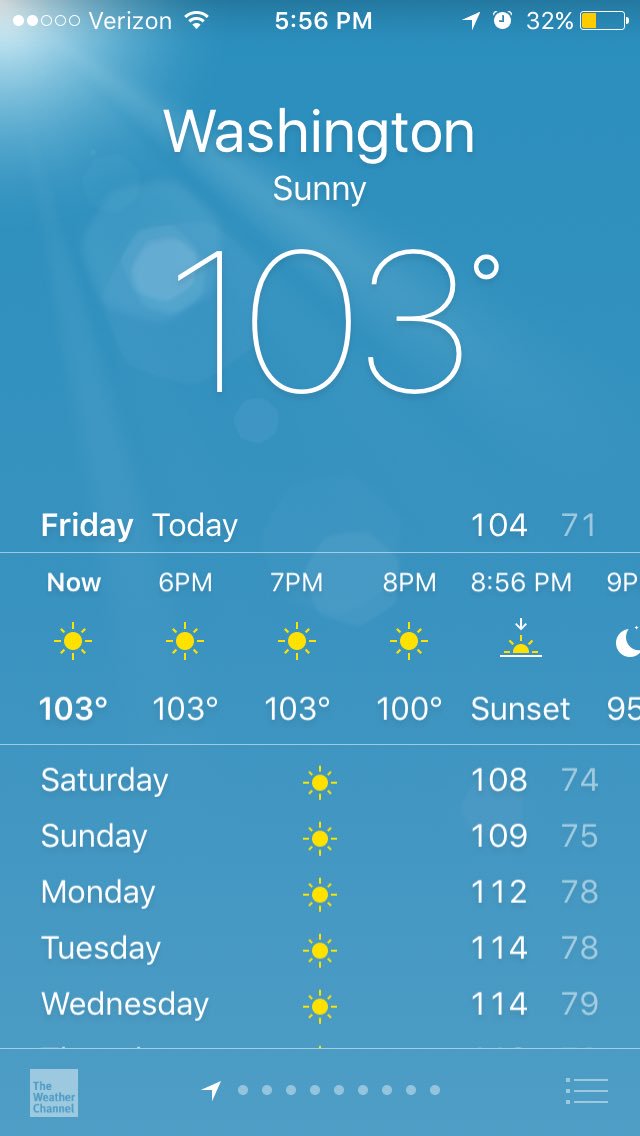 Verizon 5:56 PM 32%
Washington
Sunny
103°
Friday Today 104 71
Now 6PM 7PM 8PM 8:56 PM 9P
103° 103° 103° 100° Sunset 95
Saturday 108 74
Sunday 109 75
Monday 112 78
Tuesday 114 78
Wednesday 114 79
The
Weather
Channel